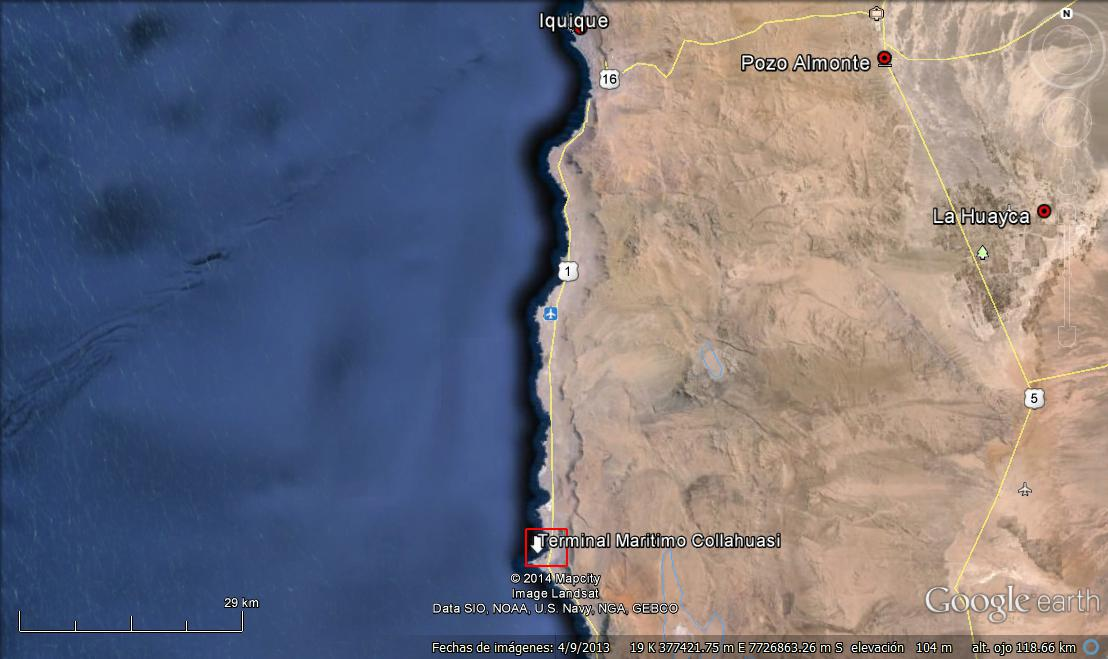 Iquique
N
16
Pozo Almonte
La Huayca
1
5
Terminal Maritimo Collahuasi
© 2014 Mapcity
Image Landsat
Data SIO, NOAA, U.S. Navy, NGA, GEBCO
29 km
Google earth
Fechas de imágenes: 4/9/2013 19 K 377421.75 m E 7726863.26 m S elevación 104 m alt. ojo 118.66 km